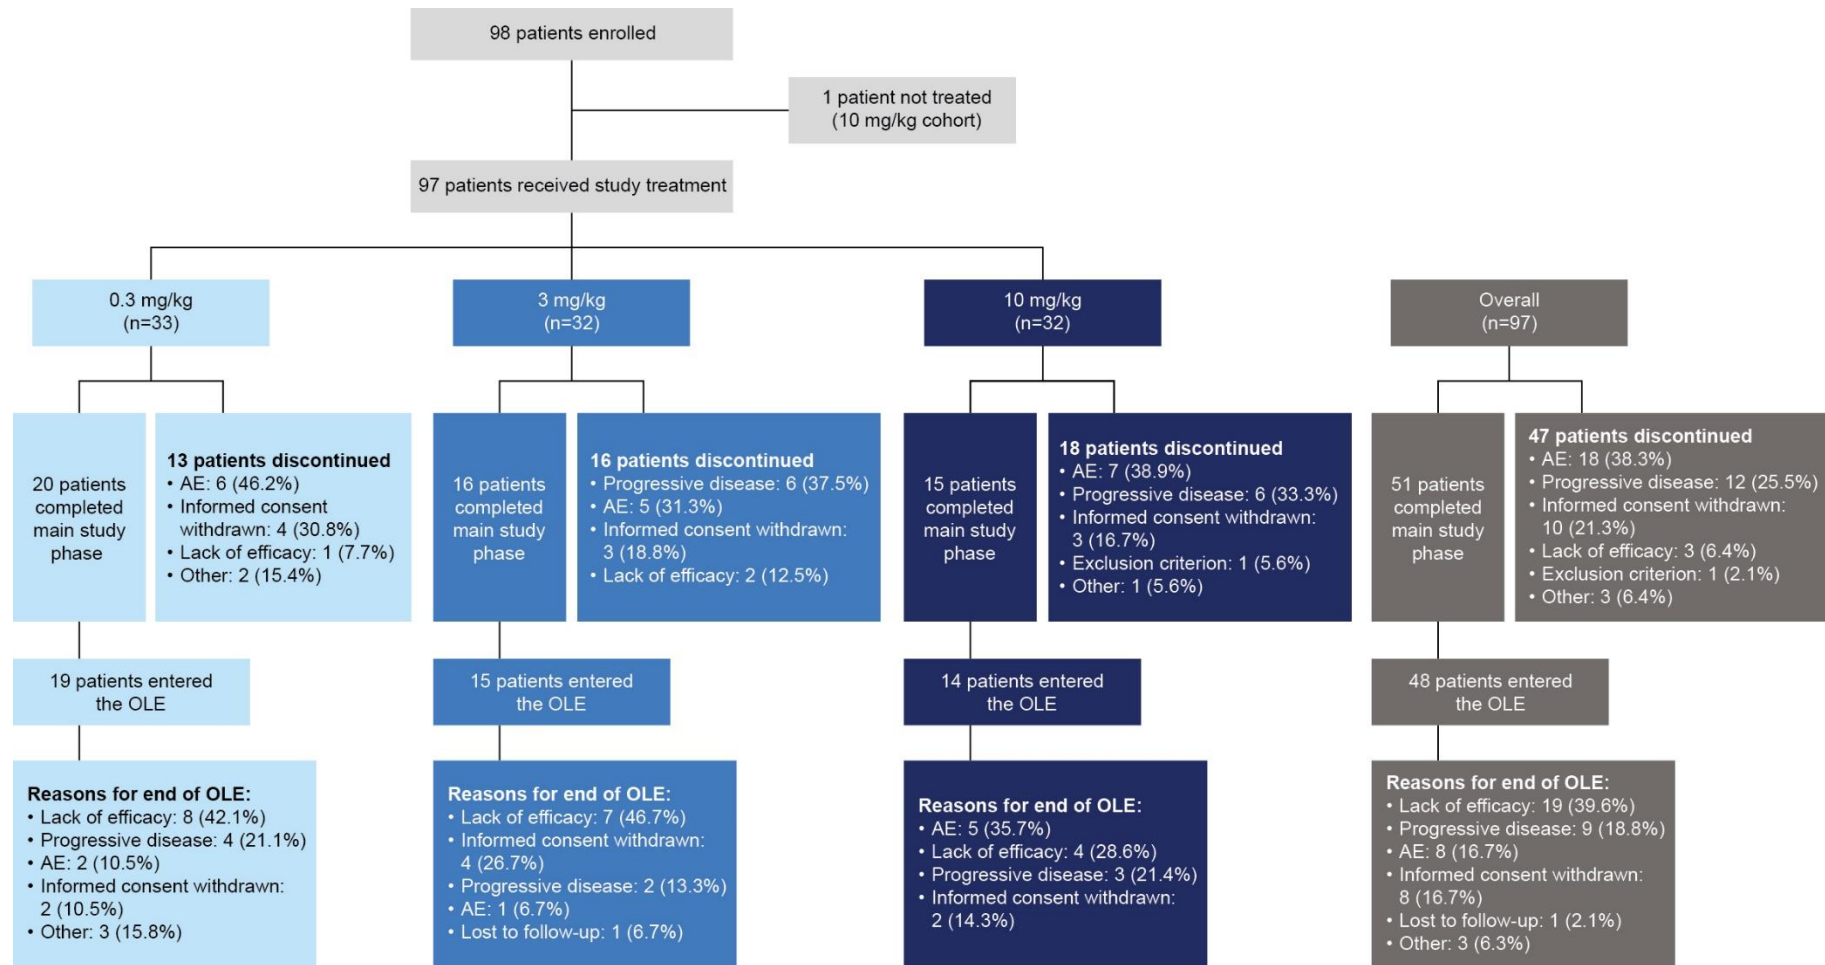 98 patients enrolled
1 patient not treated
(10 mg/kg cohort)
97 patients received study treatment
0.3 mg/kg
(n=33)
3 mg/kg
(n=32)
10 mg/kg
(n=32)
Overall
(n=97)
20 patients
completed
main study
phase
13 patients discontinued
• AE: 6 (46.2%)
• Informed consent
withdrawn: 4 (30.8%)
• Lack of efficacy: 1 (7.7%)
• Other: 2 (15.4%)
16 patients
completed
main study
phase
16 patients discontinued
• Progressive disease: 6 (37.5%)
• AE: 5 (31.3%)
• Informed consent withdrawn:
3 (18.8%)
• Lack of efficacy: 2 (12.5%)
15 patients
completed
main study
phase
18 patients discontinued
• AE: 7 (38.9%)
• Progressive disease: 6 (33.3%)
• Informed consent withdrawn:
3 (16.7%)
• Exclusion criterion: 1 (5.6%)
• Other: 1 (5.6%)
51 patients
completed
main study
phase
47 patients discontinued
• AE: 18 (38.3%)
• Progressive disease: 12 (25.5%)
• Informed consent withdrawn:
10 (21.3%)
• Lack of efficacy: 3 (6.4%)
• Exclusion criterion: 1 (2.1%)
• Other: 3 (6.4%)
19 patients entered
the OLE
15 patients entered
the OLE
14 patients entered
the OLE
48 patients entered
the OLE
Reasons for end of OLE:
• Lack of efficacy: 8 (42.1%)
• Progressive disease: 4 (21.1%)
• AE: 2 (10.5%)
• Informed consent withdrawn:
2 (10.5%)
• Other: 3 (15.8%)
Reasons for end of OLE:
• Lack of efficacy: 7 (46.7%)
• Informed consent withdrawn:
4 (26.7%)
• Progressive disease: 2 (13.3%)
• AE: 1 (6.7%)
• Lost to follow-up: 1 (6.7%)
Reasons for end of OLE:
• AE: 5 (35.7%)
• Lack of efficacy: 4 (28.6%)
• Progressive disease: 3 (21.4%)
• Informed consent withdrawn:
2 (14.3%)
Reasons for end of OLE:
• Lack of efficacy: 19 (39.6%)
• Progressive disease: 9 (18.8%)
• AE: 8 (16.7%)
• Informed consent withdrawn:
8 (16.7%)
• Lost to follow-up: 1 (2.1%)
• Other: 3 (6.3%)